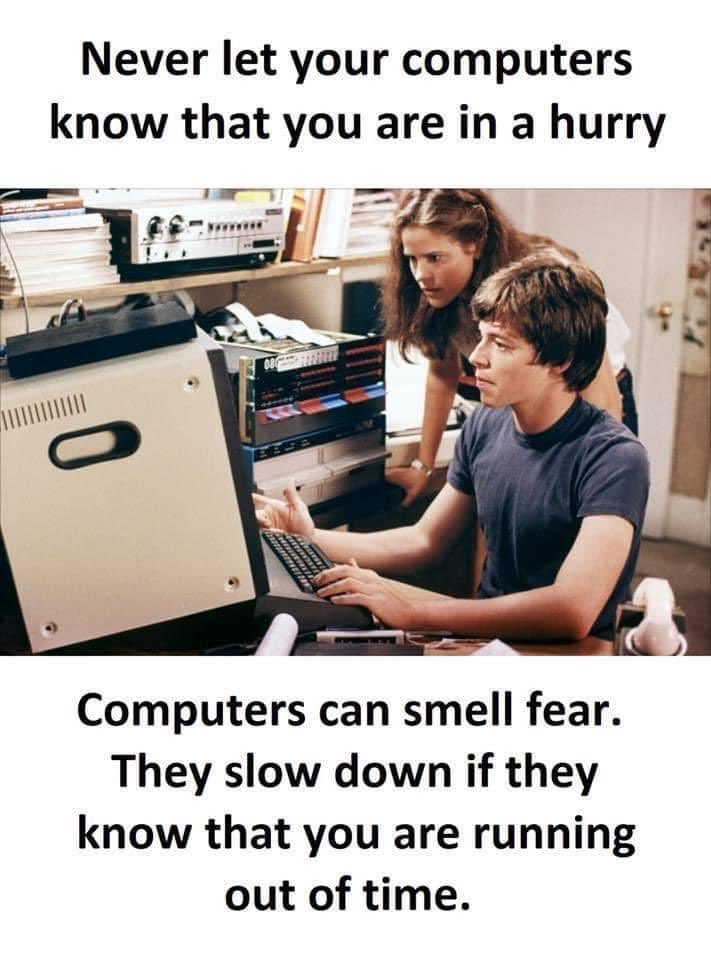 Never let your computers
know that you are in a hurry
Computers can smell fear.
They slow down if they
know that you are running
out of time.